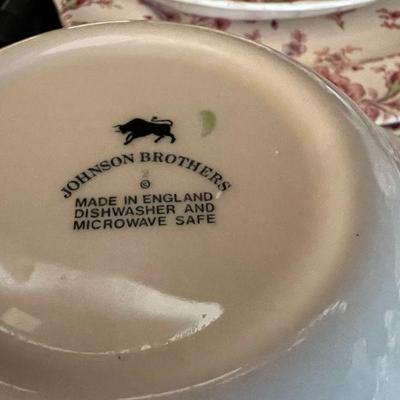 JOHNSON BROTHERS
©
MADE IN ENGLAND
DISHWASHER AND
MICROWAVE SAFE